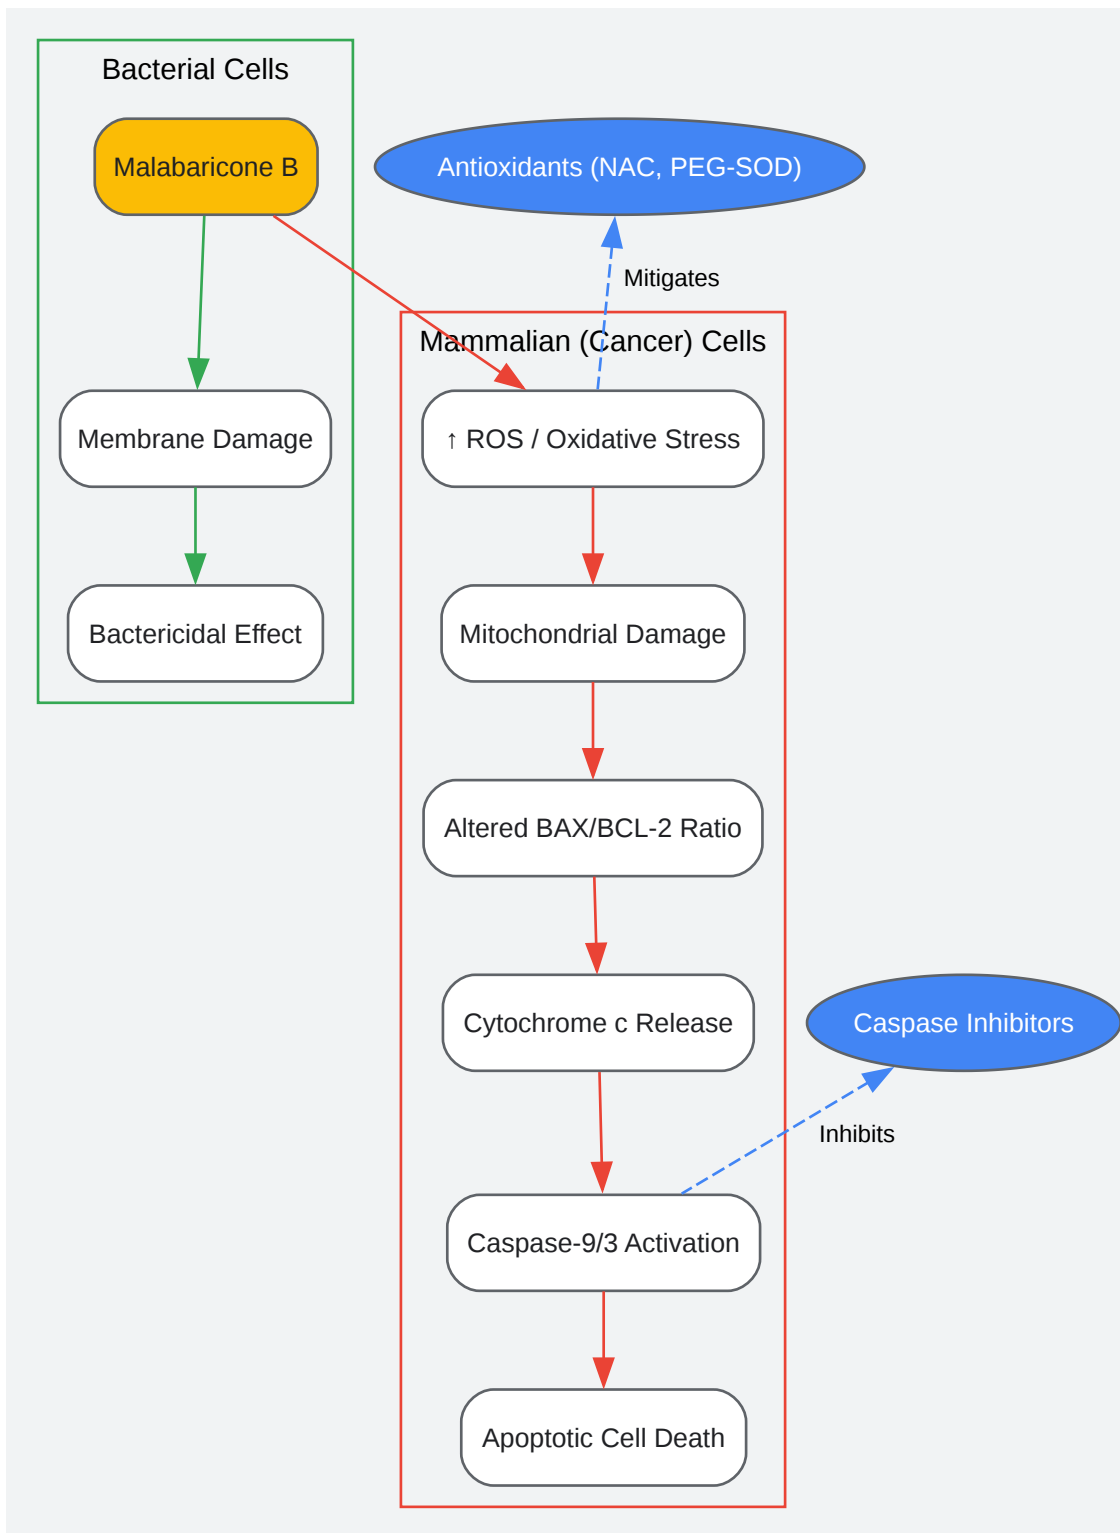 Bacterial Cells
Malabaricone B
Antioxidants (NAC, PEG-SOD)
Mitigates
Mammalian (Cancer) Cells
Membrane Damage
↑ ROS / Oxidative Stress
Bactericidal Effect
Mitochondrial Damage
Altered BAX/BCL-2 Ratio
Cytochrome c Release
Caspase Inhibitors
Inhibits
Caspase-9/3 Activation
Apoptotic Cell Death